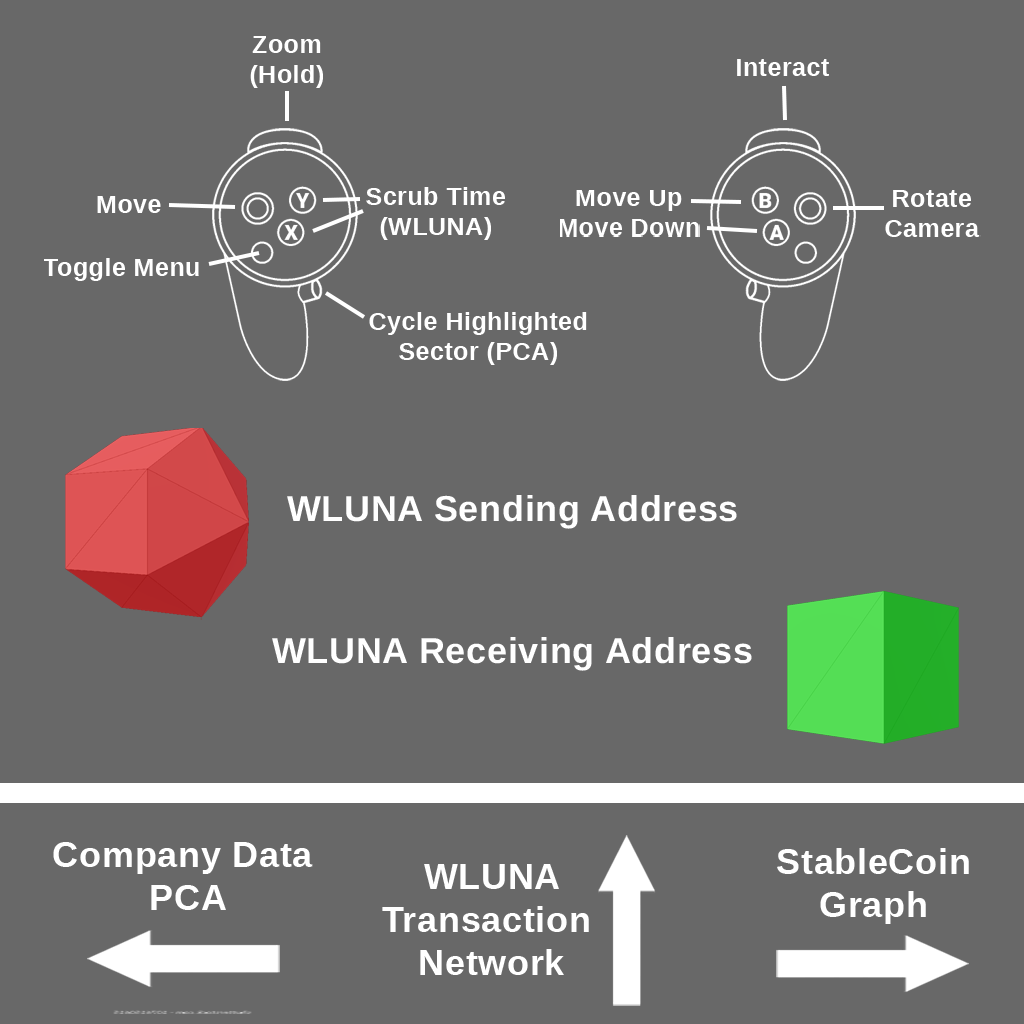 Zoom
(Hold)
Interact
Move
Y
X
Scrub Time
(WLUNA)
Toggle Menu
Cycle Highlighted
Sector (PCA)
Move Up
Move Down
B
A
Rotate
Camera
WLUNA Sending Address
WLUNA Receiving Address
Company Data
PCA
WLUNA
Transaction
Network
StableCoin
Graph